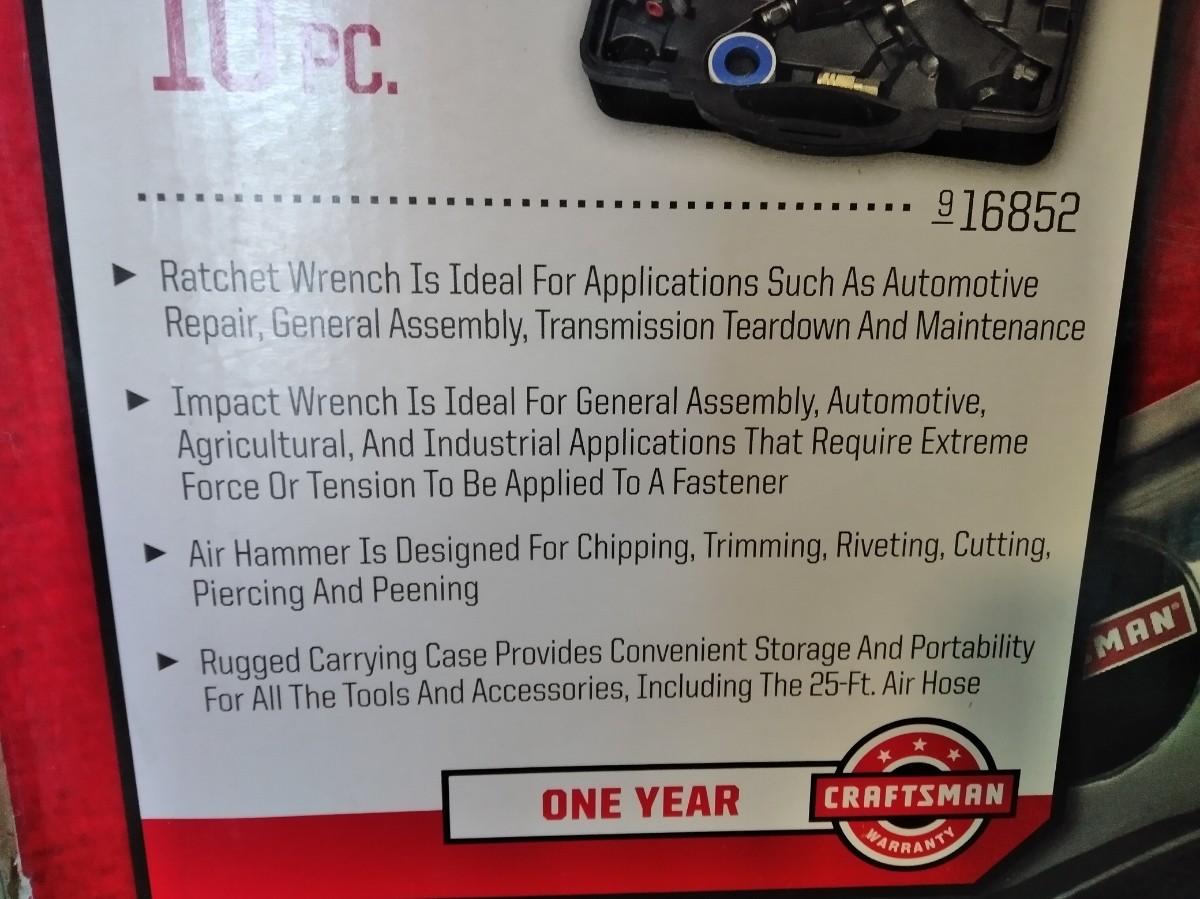 10 PC.
916852
► Ratchet Wrench Is Ideal For Applications Such As Automotive
Repair, General Assembly, Transmission Teardown And Maintenance
► Impact Wrench Is Ideal For General Assembly, Automotive,
Agricultural, And Industrial Applications That Require Extreme
Force Or Tension To Be Applied To A Fastener
► Air Hammer Is Designed For Chipping, Trimming, Riveting, Cutting,
Piercing And Peening
► Rugged Carrying Case Provides Convenient Storage And Portability
For All The Tools And Accessories, Including The 25-Ft. Air Hose
SMAN®
ONE YEAR
CRAFTSMAN
WARRANTY